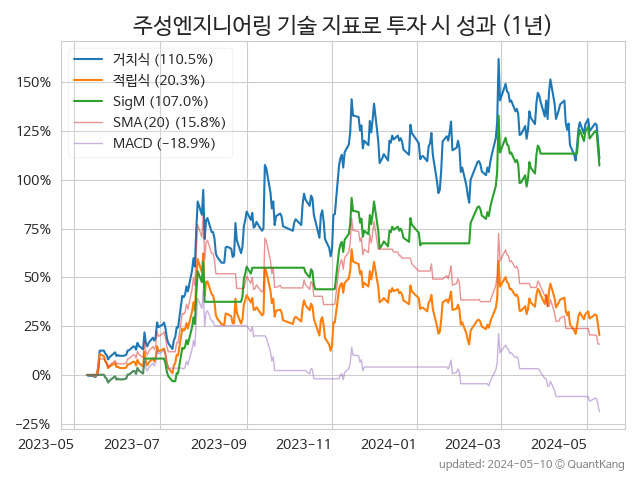 주성엔지니어링 기술 지표로 투자 시 성과 (1년)
거치식 (110.5%)
적립식 (20.3%)
SigM (107.0%)
SMA(20) (15.8%)
MACD (−18.9%)
150%
125%
100%
75%
50%
25%
0%
−25%
2023-05 2023-07 2023-09 2023-11 2024-01 2024-03 2024-05
updated: 2024-05-10 © QuantKang